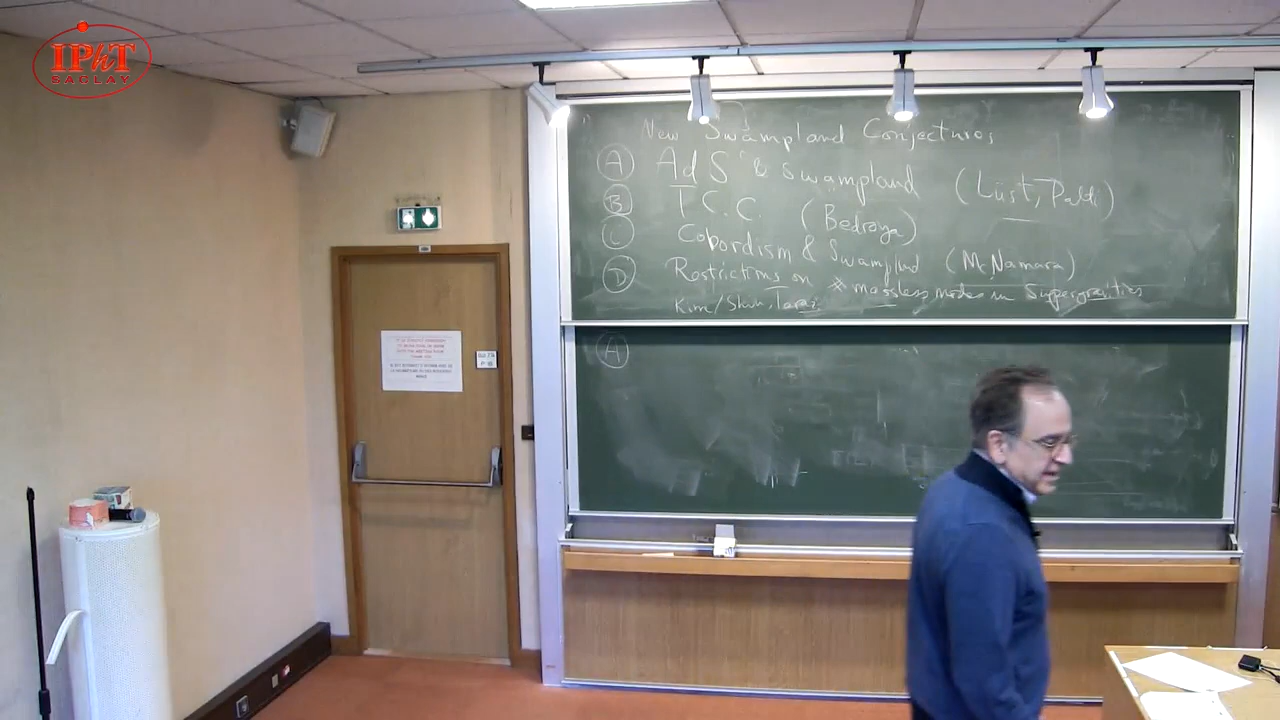 IPhT
SACLAY
New Swampland Conjectures
A AdS & Swampland (Lüst, Palti)
B T.C.C. (Bedroya)
C Cobordism & Swampland (McNamara)
D Restrictions on # massless modes in Supergravities
Kim/Shiu,
A